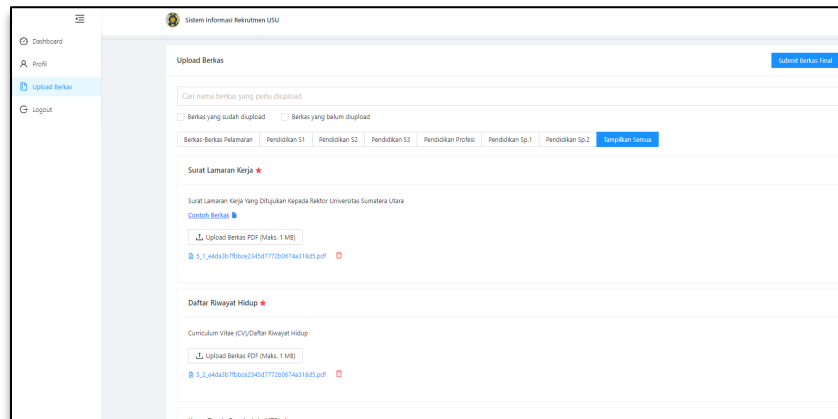 Sistem Informasi Rekrutmen USU
Dashboard
Profil
Upload Berkas
Logout
Upload Berkas
Submit Berkas Final
Cari nama berkas yang perlu diupload
Berkas yang sudah diupload Berkas yang belum diupload
Berkas-Berkas Pelamaran Pendidikan S1 Pendidikan S2 Pendidikan S3 Pendidikan Profesi Pendidikan Sp.1 Pendidikan Sp.2 Tampilkan Semua
Surat Lamaran Kerja
Surat Lamaran Kerja Yang Ditujukan Kepada Rektor Universitas Sumatera Utara
Contoh Berkas
Upload Berkas PDF (Maks. 1 MB)
5_1_e4da3b7fbbce2345d7772b0674a318d5.pdf
Daftar Riwayat Hidup
Curriculum Vitae (CV)/Daftar Riwayat Hidup
Upload Berkas PDF (Maks. 1 MB)
5_2_e4da3b7fbbce2345d7772b0674a318d5.pdf